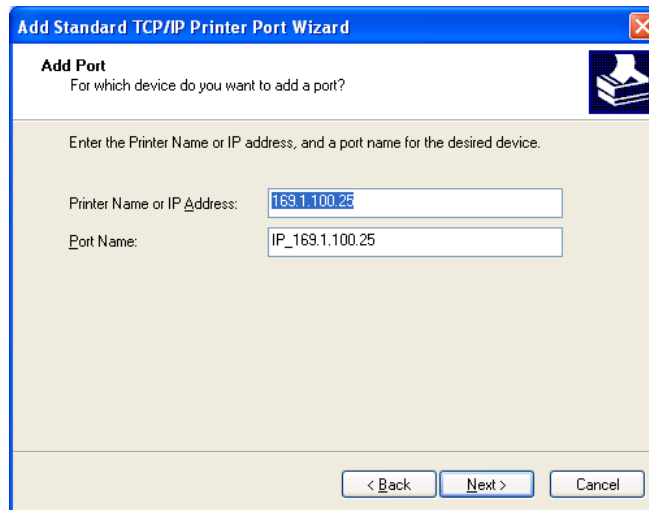 Add Standard TCP/IP Printer Port Wizard
Add Port
For which device do you want to add a port?
Enter the Printer Name or IP address, and a port name for the desired device.
Printer Name or IP Address: 169.1.100.25
Port Name: IP_169.1.100.25
< Back Next > Cancel